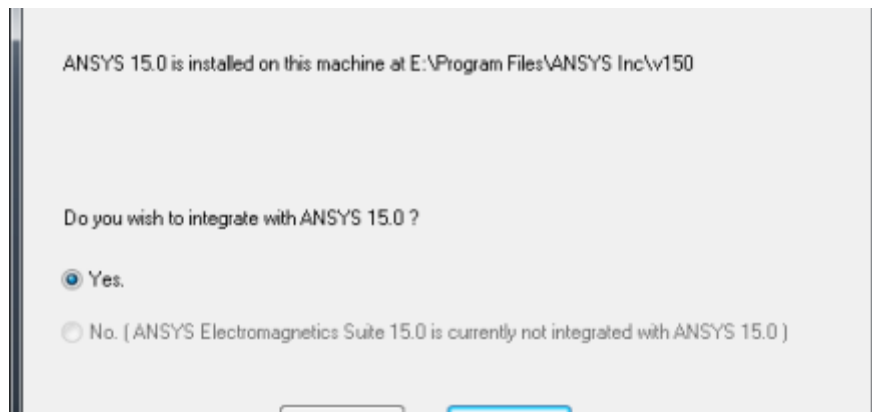 ANSYS 15.0 is installed on this machine at E:\Program Files\ANSYS Inc\v150
Do you wish to integrate with ANSYS 15.0 ?
Yes.
No. ( ANSYS Electromagnetics Suite 15.0 is currently not integrated with ANSYS 15.0 )